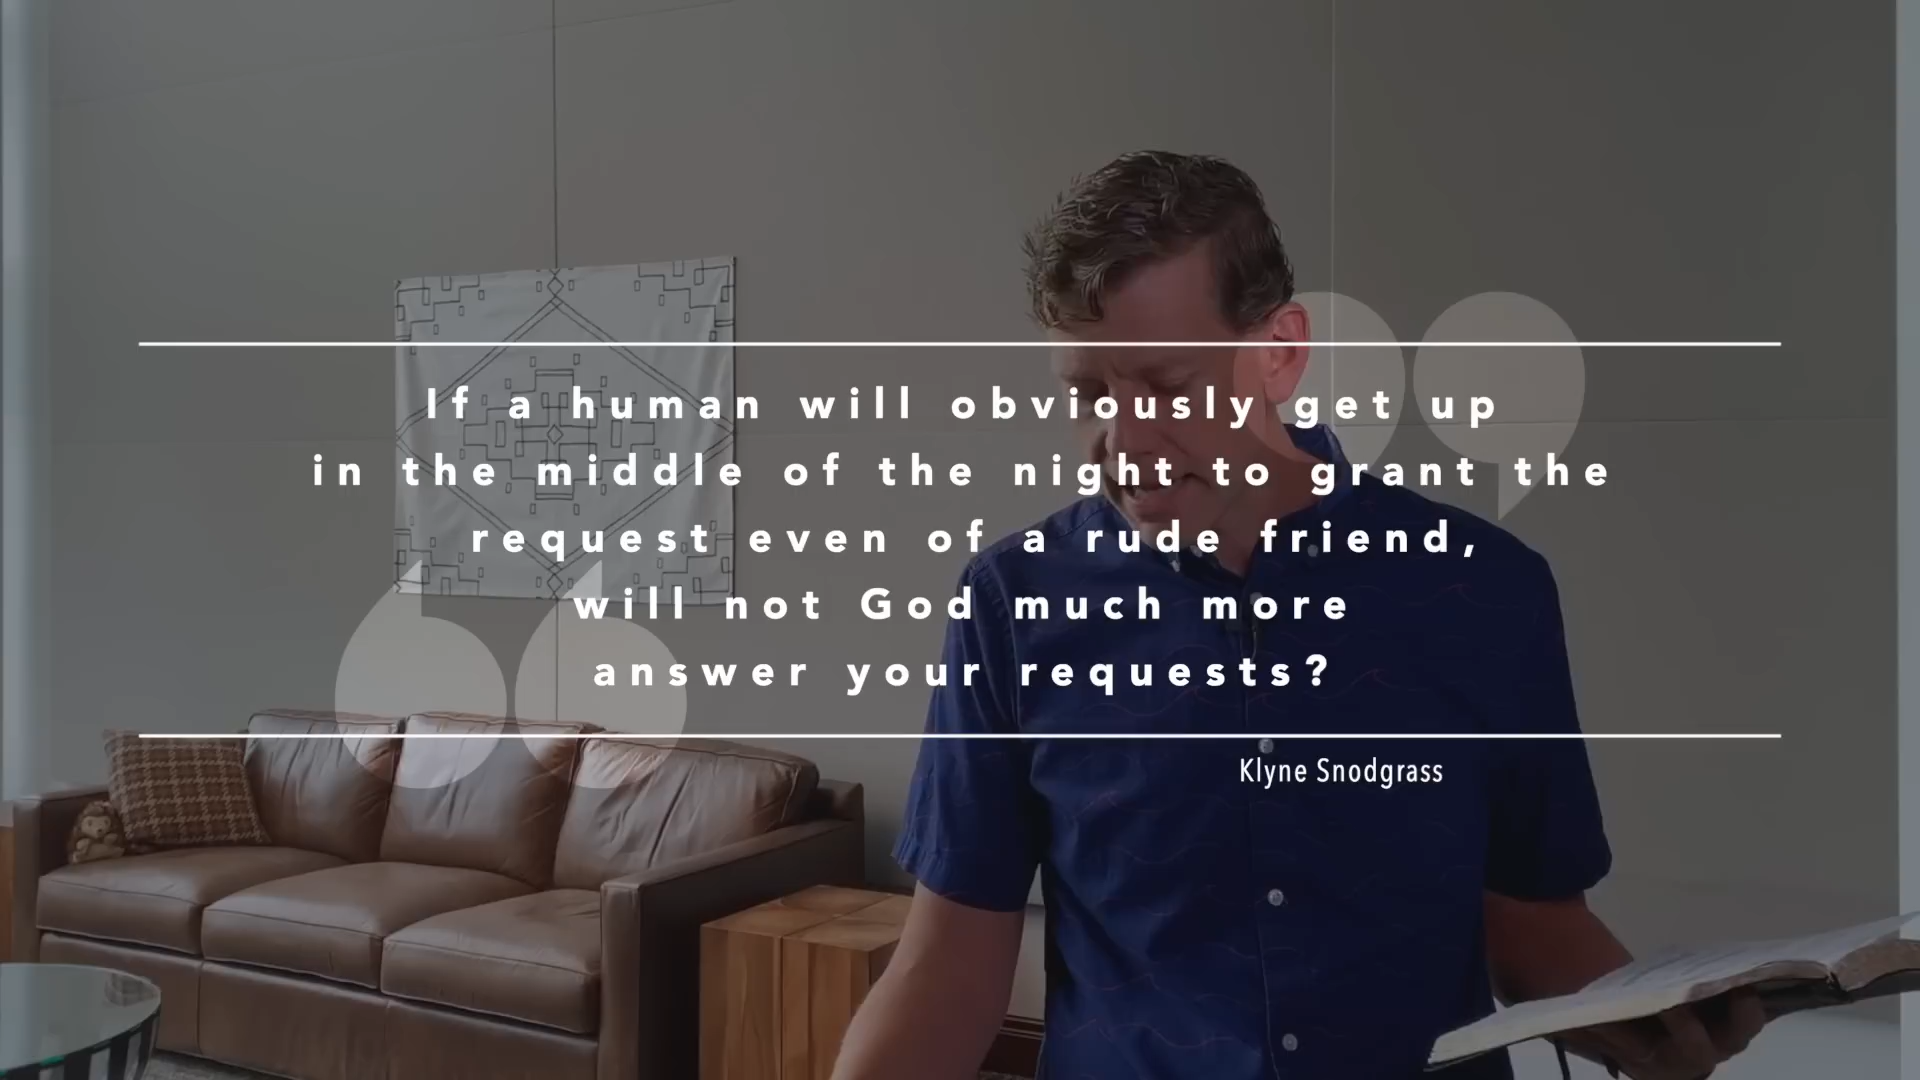 If a human will obviously get up
in the middle of the night to grant the
request even of a rude friend,
will not God much more
answer your requests?
Klyne Snodgrass